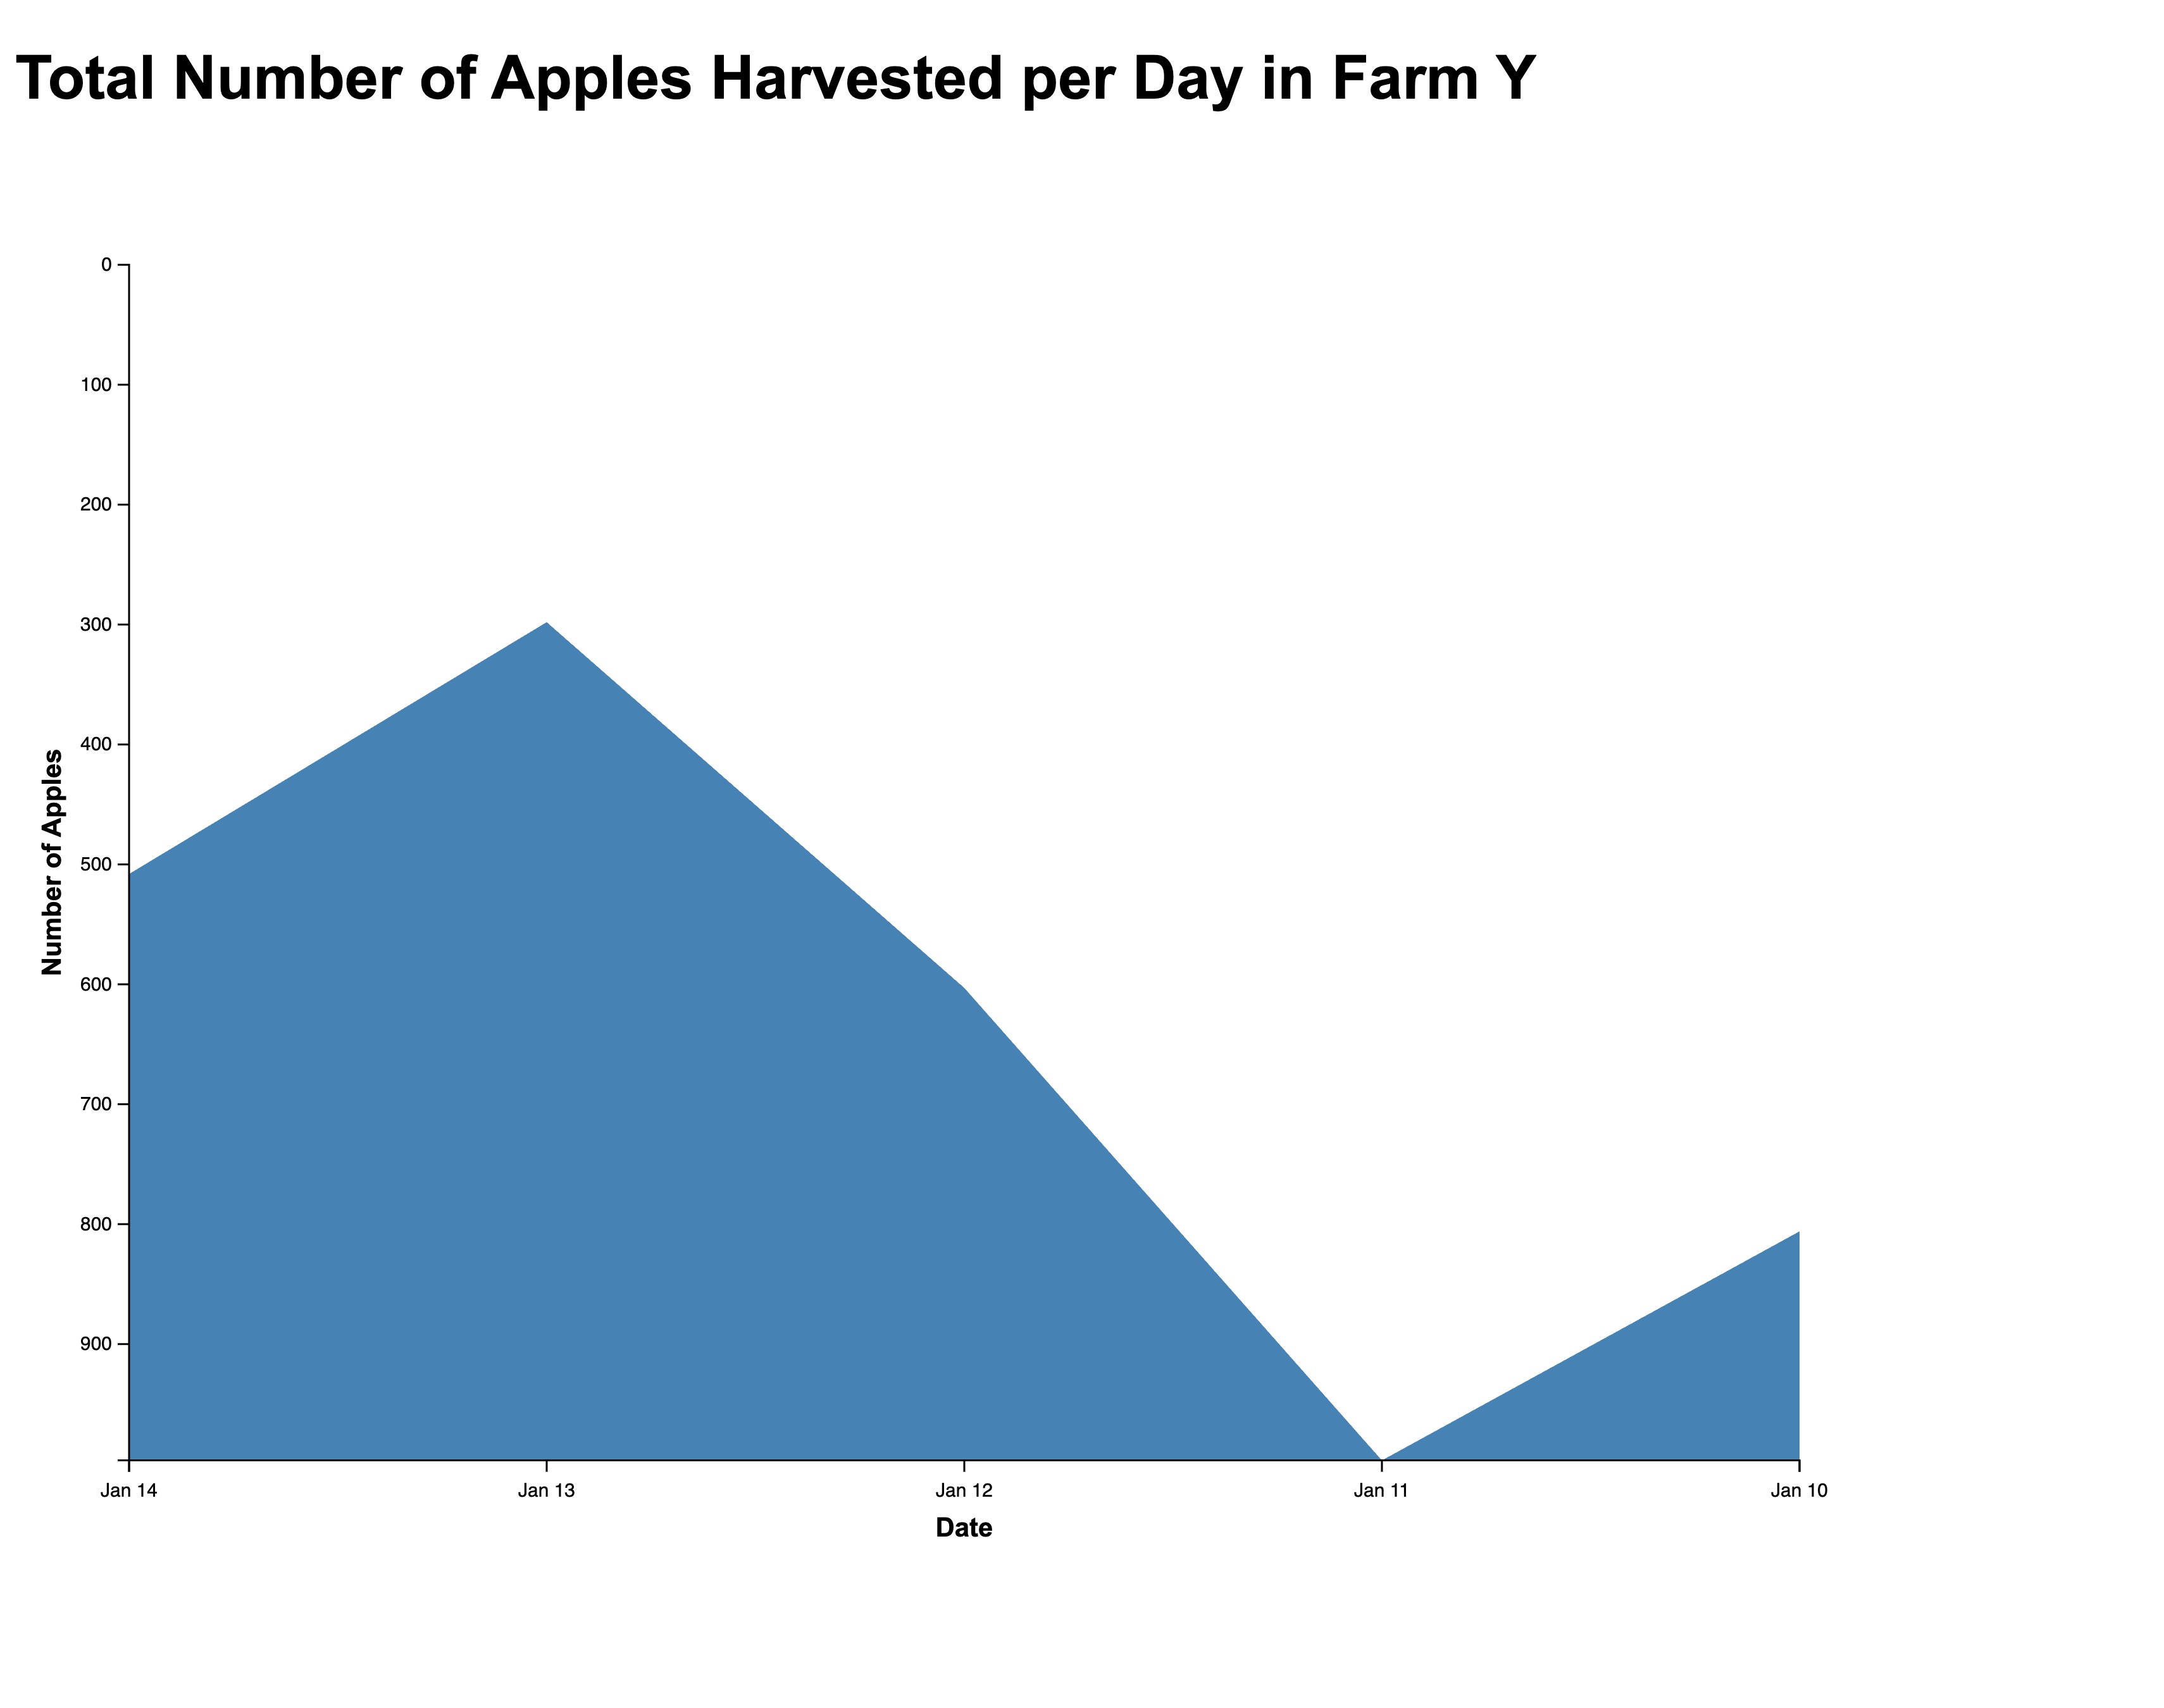 Total Number of Apples Harvested per Day in Farm Y
0
100
200
300
400
500
600
700
800
900
Number of Apples
Jan 14 Jan 13 Jan 12 Jan 11 Jan 10
Date